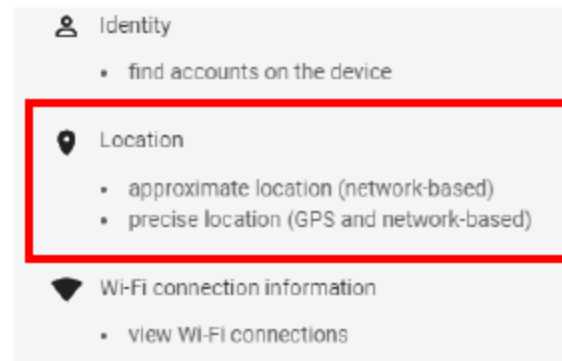 Identity
find accounts on the device
Location
approximate location (network-based)
precise location (GPS and network-based)
Wi-Fi connection information
view Wi-Fi connections